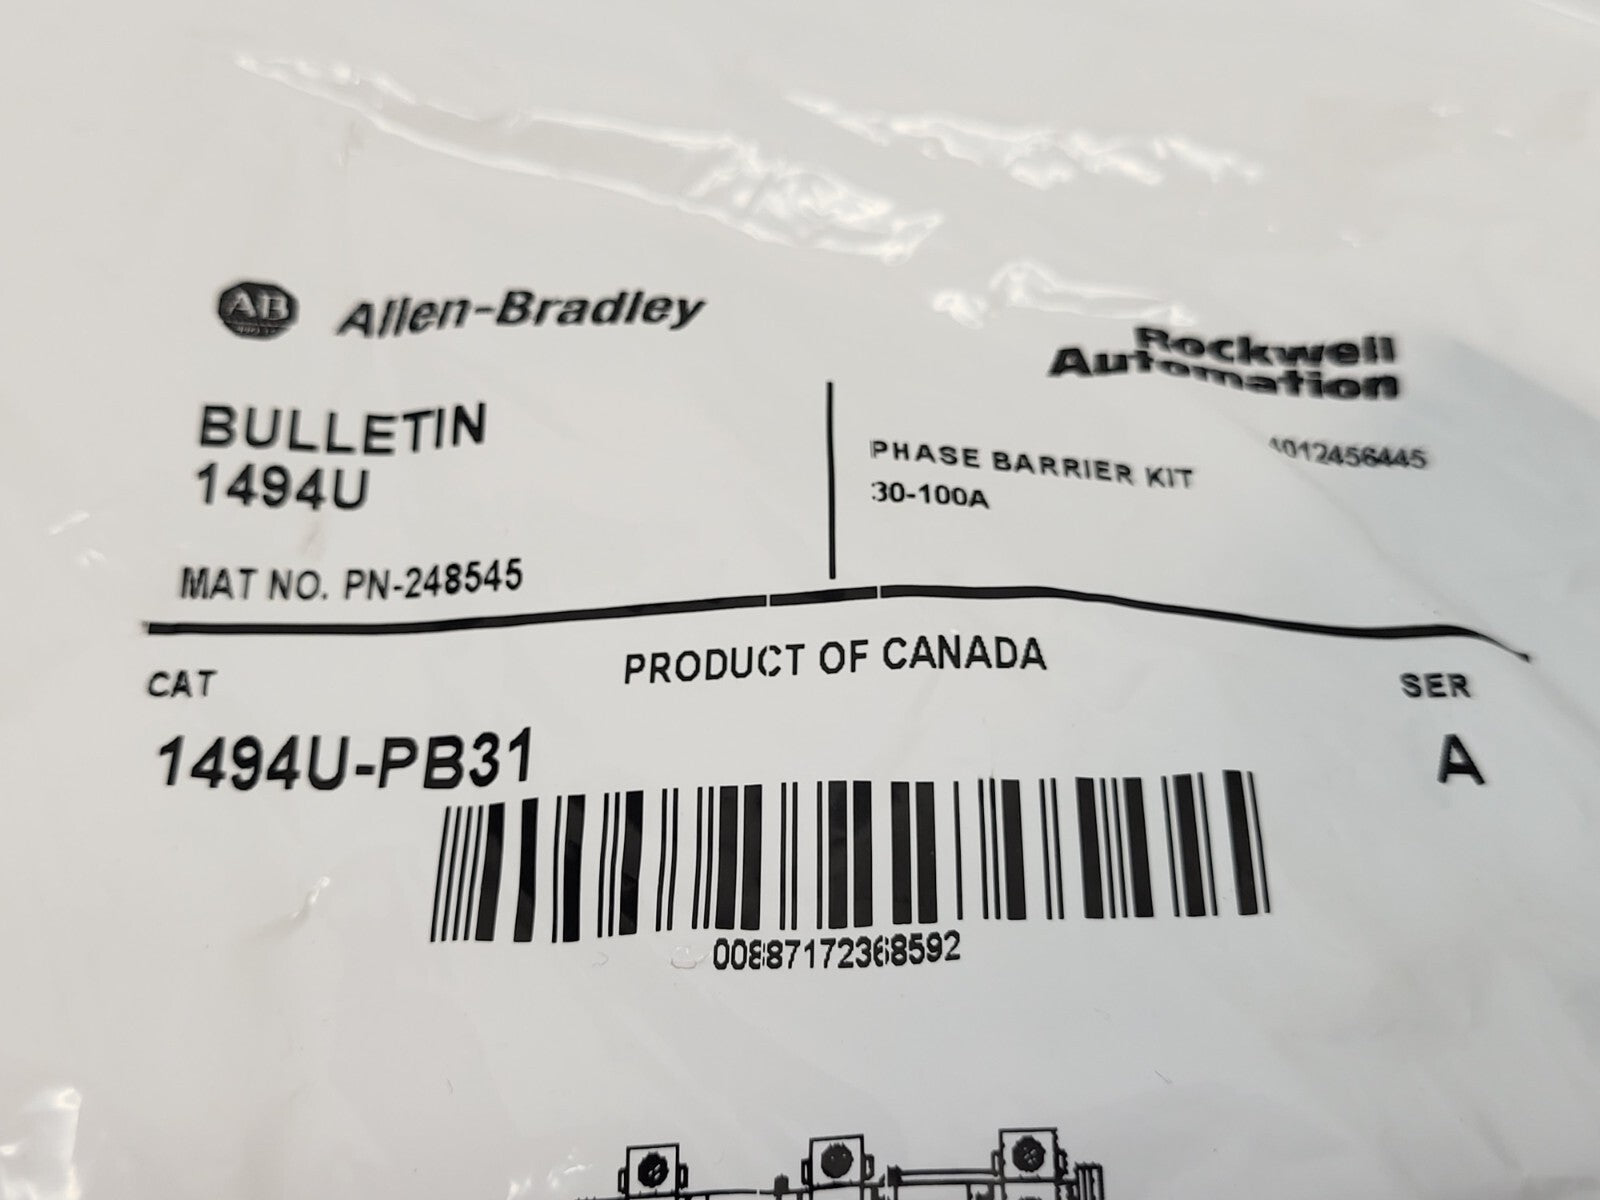 AB Allen-Bradley
Rockwell
Automation
BULLETIN
1494U
MAT NO. PN-248545
PHASE BARRIER KIT
30-100A
PRODUCT OF CANADA
CAT
1494U-PB31
SER
A
00887172368592